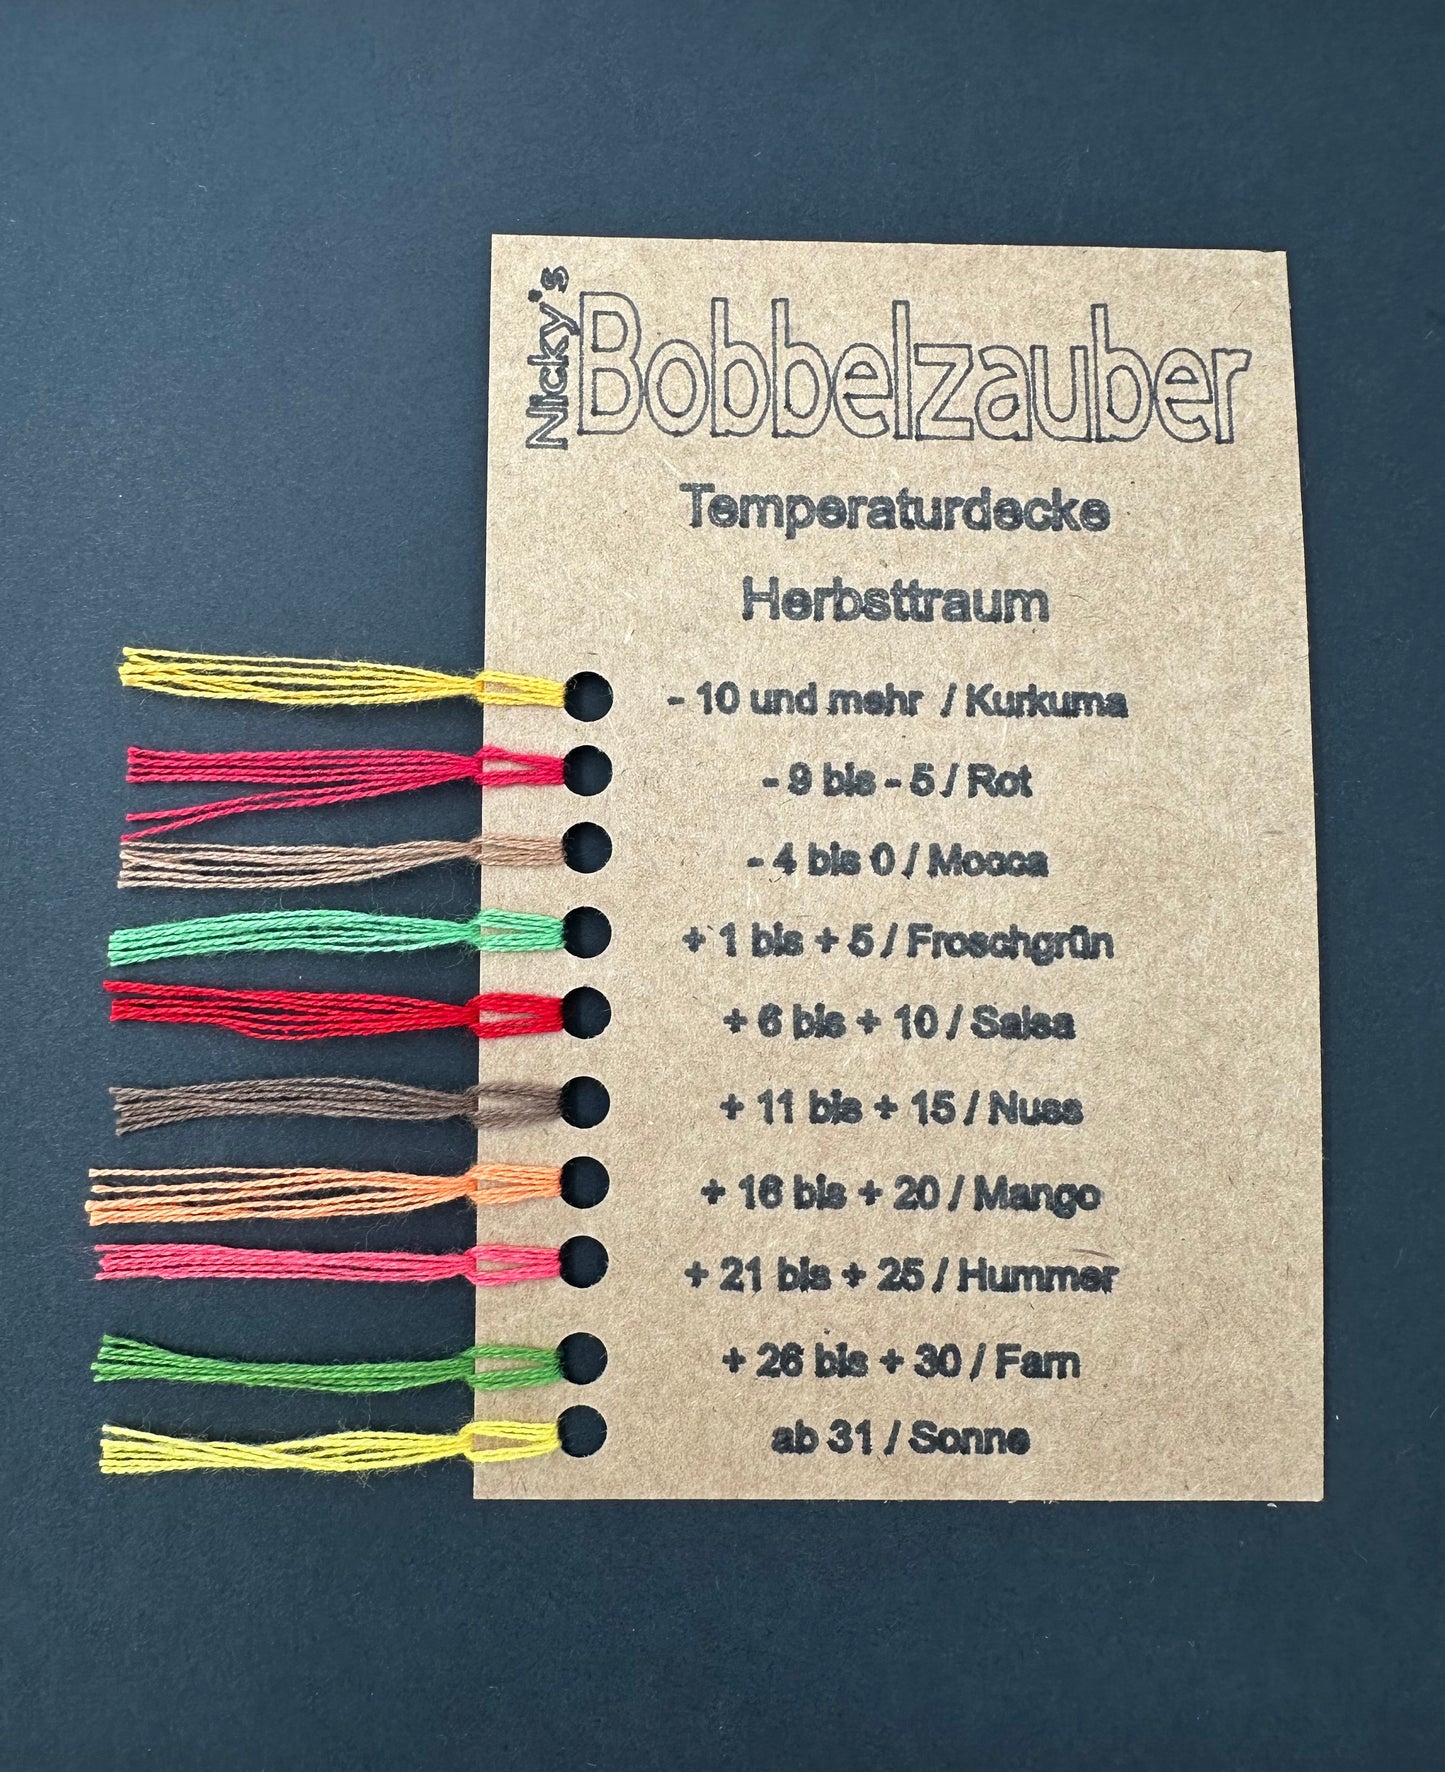 Nicky's
Bobbelzauber
Temperaturdecke
Herbsttraum
- 10 und mehr / Kurkuma
- 9 bis - 5 / Rot
- 4 bis 0 / Mocca
+ 1 bis + 5 / Froschgrün
+ 6 bis + 10 / Salsa
+ 11 bis + 15 / Nuss
+ 16 bis + 20 / Mango
+ 21 bis + 25 / Hummer
+ 26 bis + 30 / Farn
ab 31 / Sonne